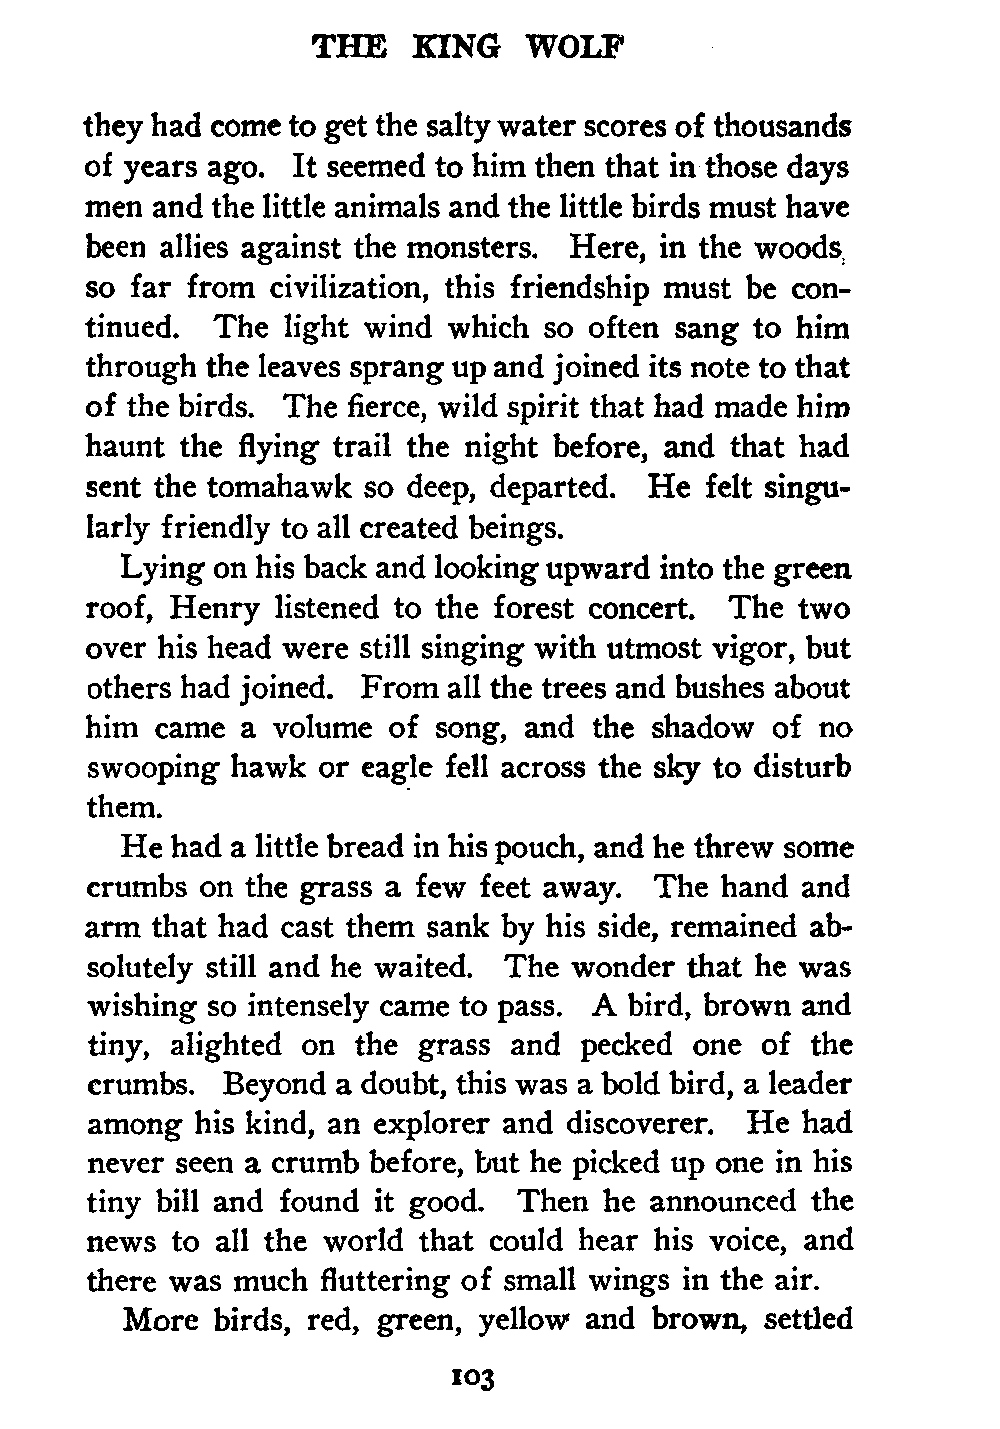 THE KING WOLF
they had come to get the salty water scores of thousands
of years ago. It seemed to him then that in those days
men and the little animals and the little birds must have
been allies against the monsters. Here, in the woods,
so far from civilization, this friendship must be con-
tinued. The light wind which so often sang to him
through the leaves sprang up and joined its note to that
of the birds. The fierce, wild spirit that had made him
haunt the flying trail the night before, and that had
sent the tomahawk so deep, departed. He felt singu-
larly friendly to all created beings.
Lying on his back and looking upward into the green
roof, Henry listened to the forest concert. The two
over his head were still singing with utmost vigor, but
others had joined. From all the trees and bushes about
him came a volume of song, and the shadow of no
swooping hawk or eagle fell across the sky to disturb
them.
He had a little bread in his pouch, and he threw some
crumbs on the grass a few feet away. The hand and
arm that had cast them sank by his side, remained ab-
solutely still and he waited. The wonder that he was
wishing so intensely came to pass. A bird, brown and
tiny, alighted on the grass and pecked one of the
crumbs. Beyond a doubt, this was a bold bird, a leader
among his kind, an explorer and discoverer. He had
never seen a crumb before, but he picked up one in his
tiny bill and found it good. Then he announced the
news to all the world that could hear his voice, and
there was much fluttering of small wings in the air.
More birds, red, green, yellow and brown, settled
103